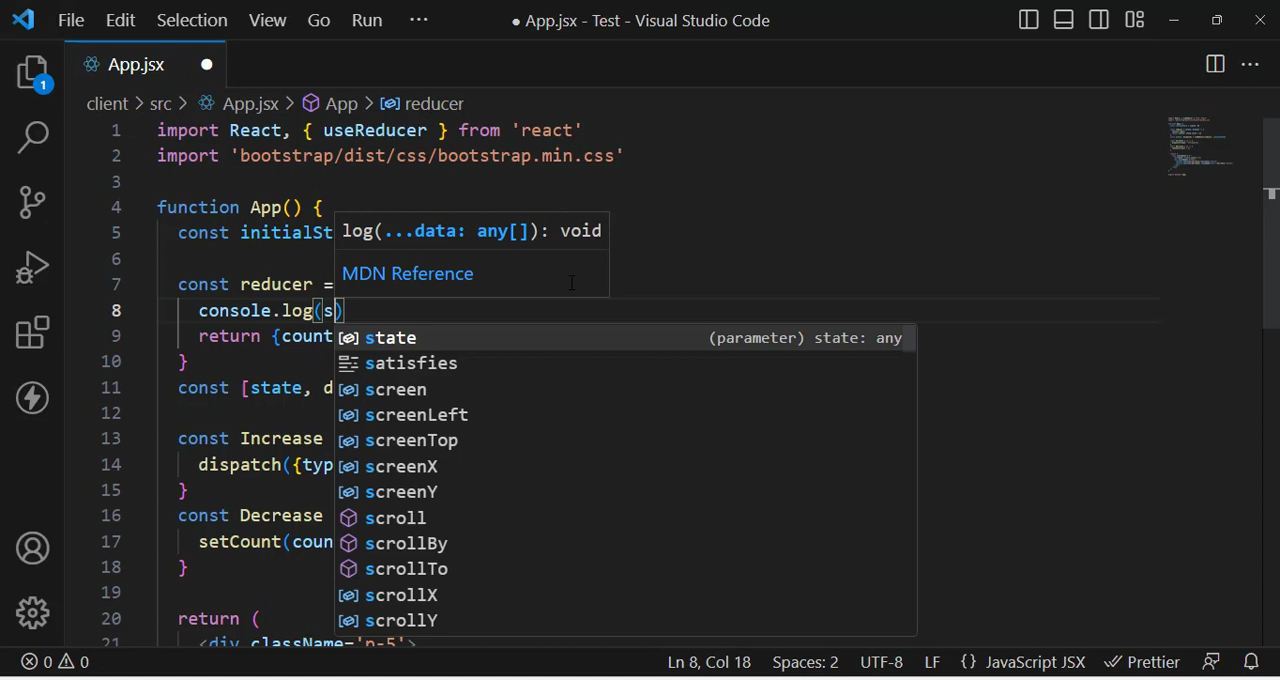 File Edit Selection View Go Run ··· ● App.jsx - Test - Visual Studio Code
App.jsx ●
1
client > src > App.jsx > App > reducer
1 import React, { useReducer } from 'react'
2 import 'bootstrap/dist/css/bootstrap.min.css'
3
4 function App() {
5 const initialSt
6
7 const reducer =
8 console.log(s)
9 return {count
10 }
11 const [state, d
12
13 const Increase
14 dispatch({typ
15 }
16 const Decrease
17 setCount(coun
18 }
19
20 return (
21 <div className='p-5'>
log(...data: any[]): void
MDN Reference
state (parameter) state: any
satisfies
screen
screenLeft
screenTop
screenX
screenY
scroll
scrollBy
scrollTo
scrollX
scrollY
0 0 Ln 8, Col 18 Spaces: 2 UTF-8 LF {} JavaScript JSX Prettier